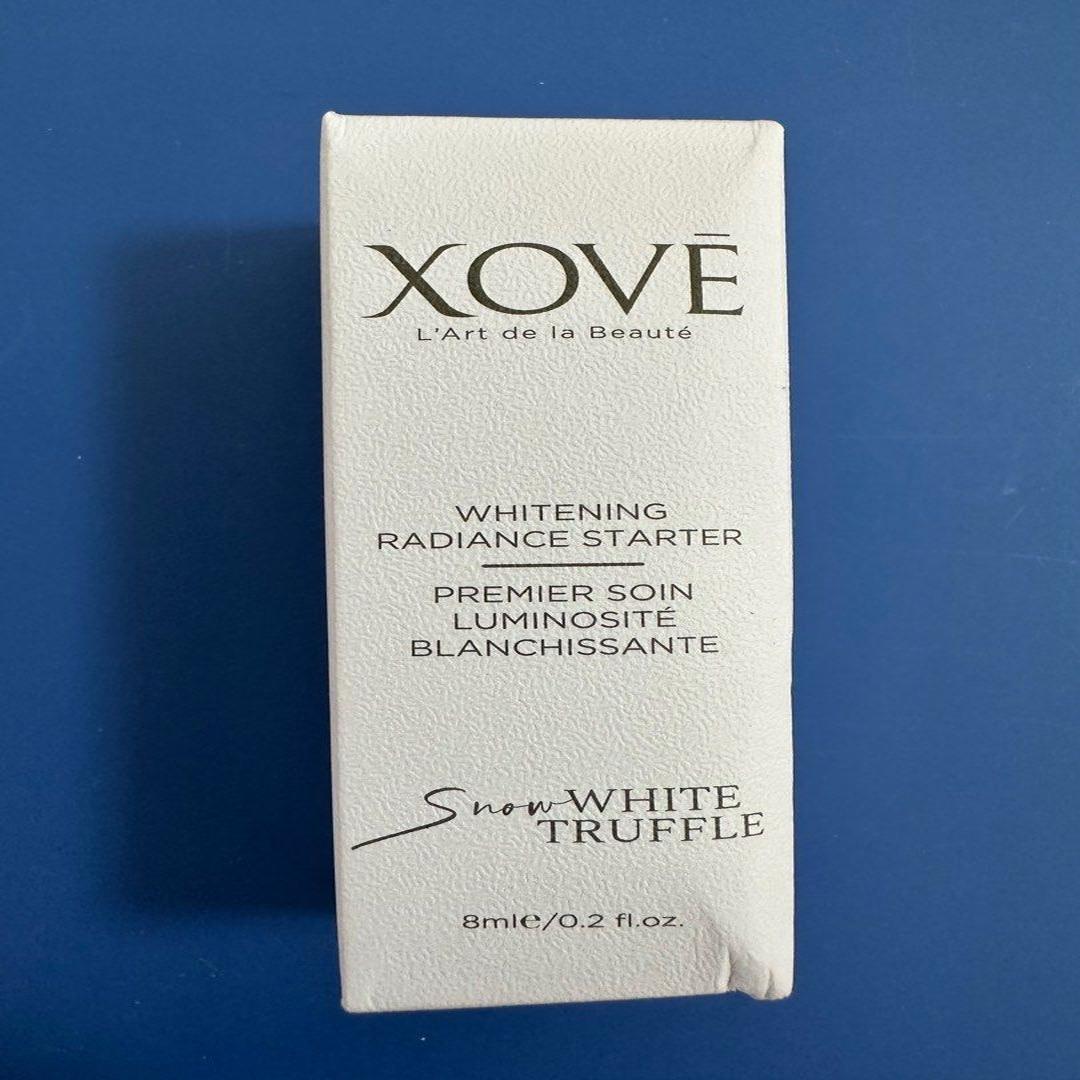 XOVĒ
L'Art de la Beauté
WHITENING
RADIANCE STARTER
PREMIER SOIN
LUMINOSITÉ
BLANCHISSANTE
Snow WHITE
TRUFFLE
8ml℮/0.2 fl.oz.